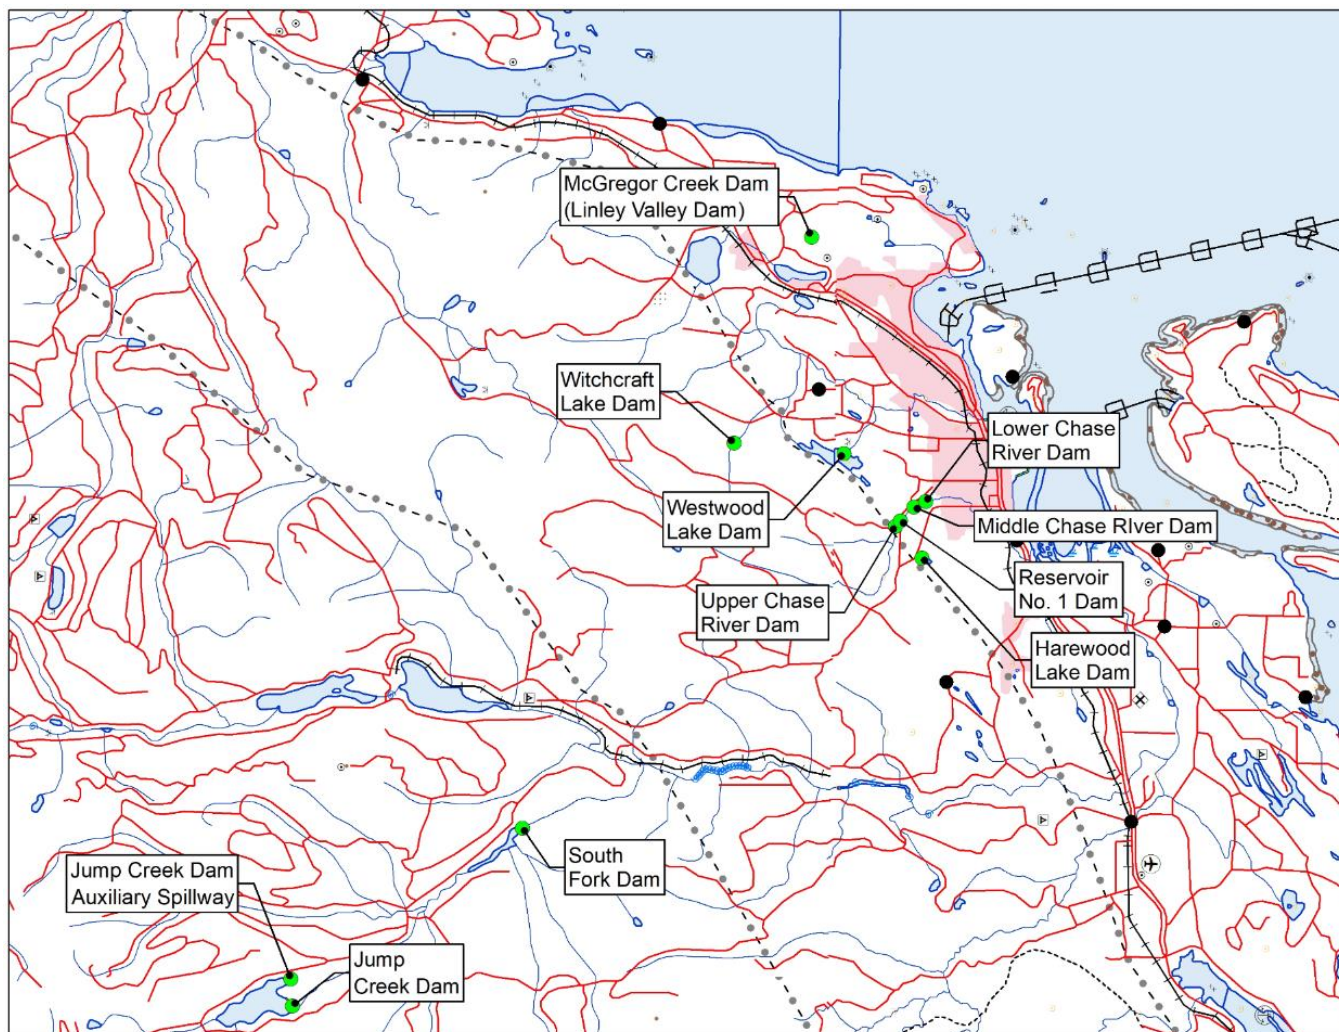 McGregor Creek Dam
(Linley Valley Dam)
Witchcraft
Lake Dam
Lower Chase
River Dam
Westwood
Lake Dam
Middle Chase RIver Dam
Reservoir
No. 1 Dam
Upper Chase
River Dam
Harewood
Lake Dam
South
Fork Dam
Jump Creek Dam
Auxiliary Spillway
Jump
Creek Dam